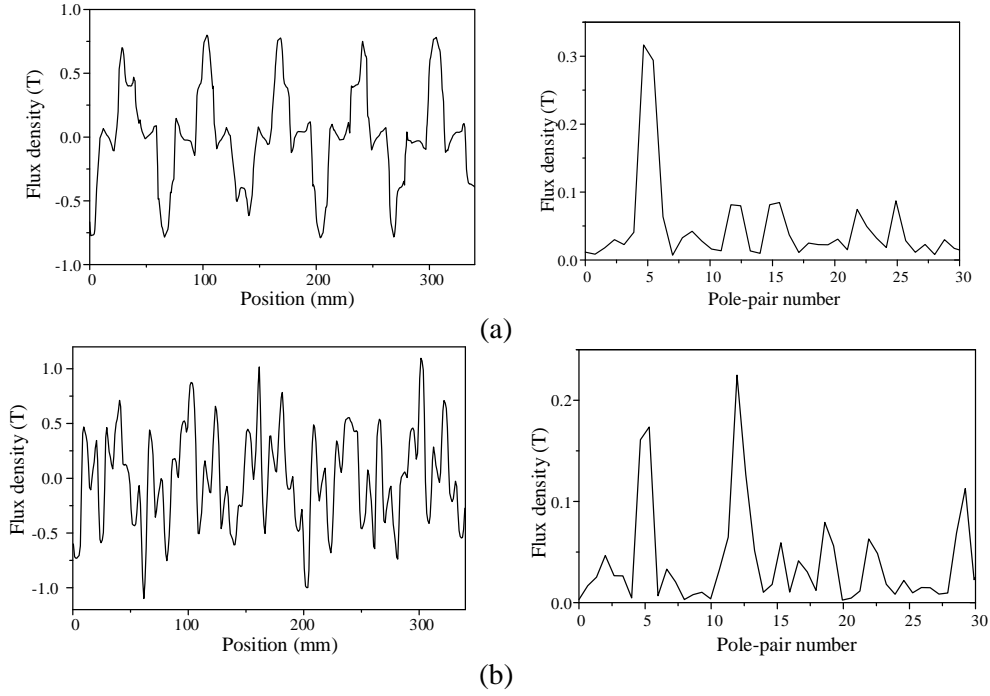 1.0
0.5
0.0
-0.5
-1.0
Flux density (T)
0 100 200 300
Position (mm)
0.3
0.2
0.1
0.0
Flux density (T)
0 5 10 15 20 25 30
Pole-pair number
(a)
1.0
0.5
0.0
-0.5
-1.0
Flux density (T)
0 100 200 300
Position (mm)
0.2
0.1
0.0
Flux density (T)
0 5 10 15 20 25 30
Pole-pair number
(b)